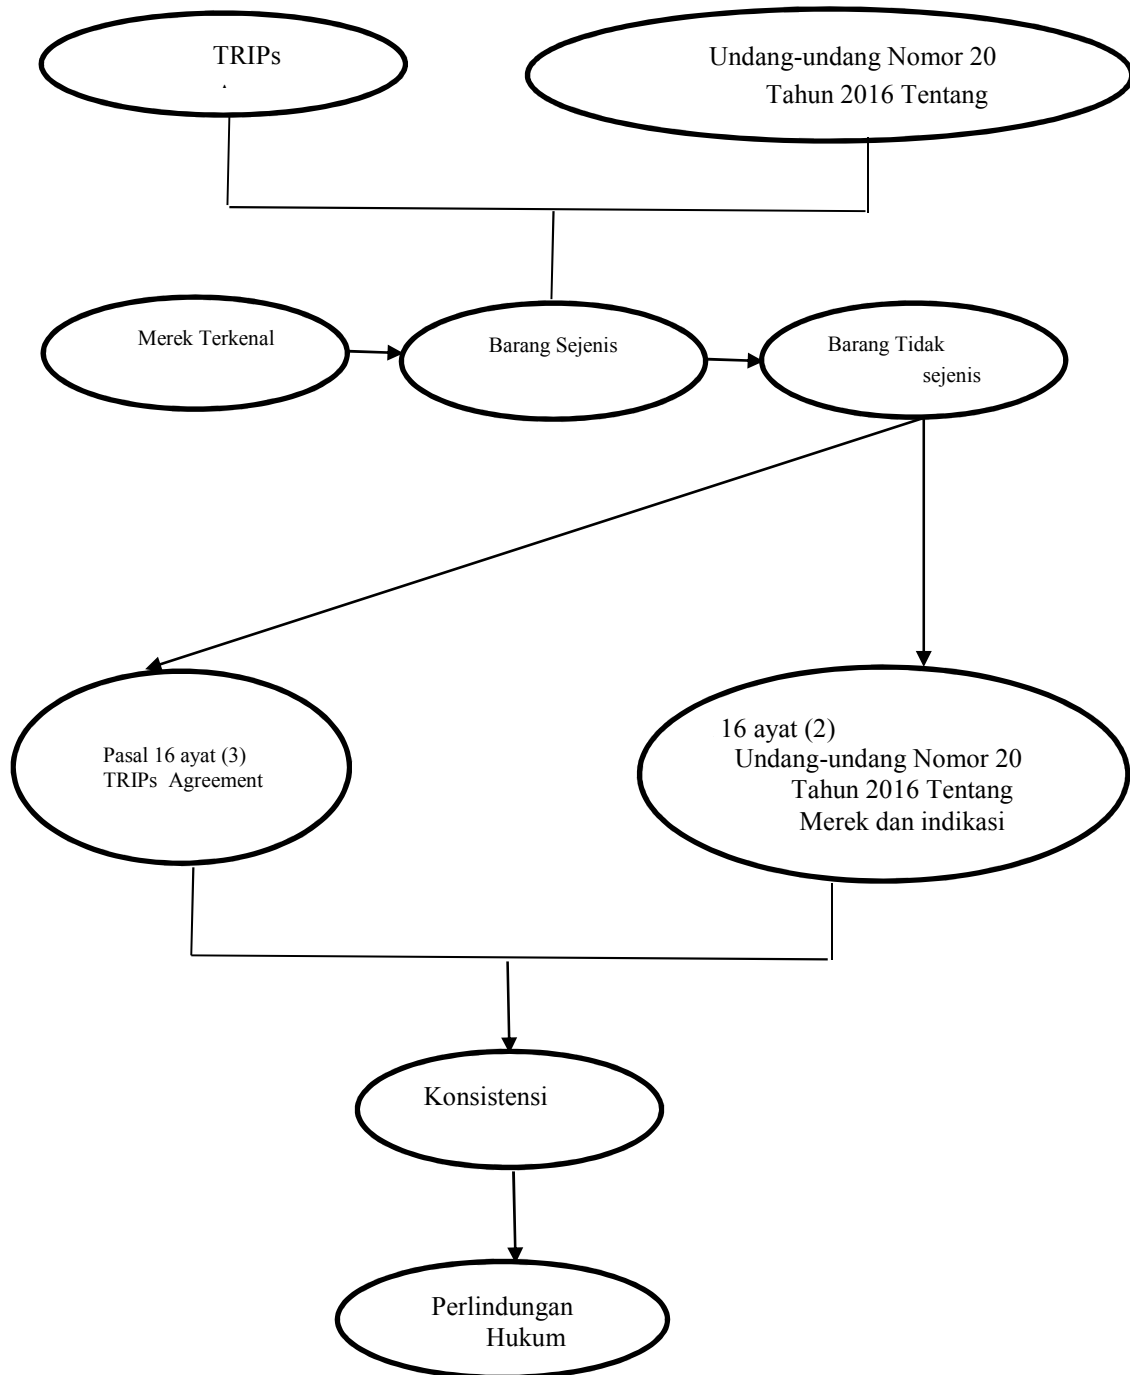 TRIPs
Undang-undang Nomor 20
Tahun 2016 Tentang
Merek Terkenal
Barang Sejenis
Barang Tidak
sejenis
Pasal 16 ayat (3)
TRIPs Agreement
16 ayat (2)
Undang-undang Nomor 20
Tahun 2016 Tentang
Merek dan indikasi
Konsistensi
Perlindungan
Hukum